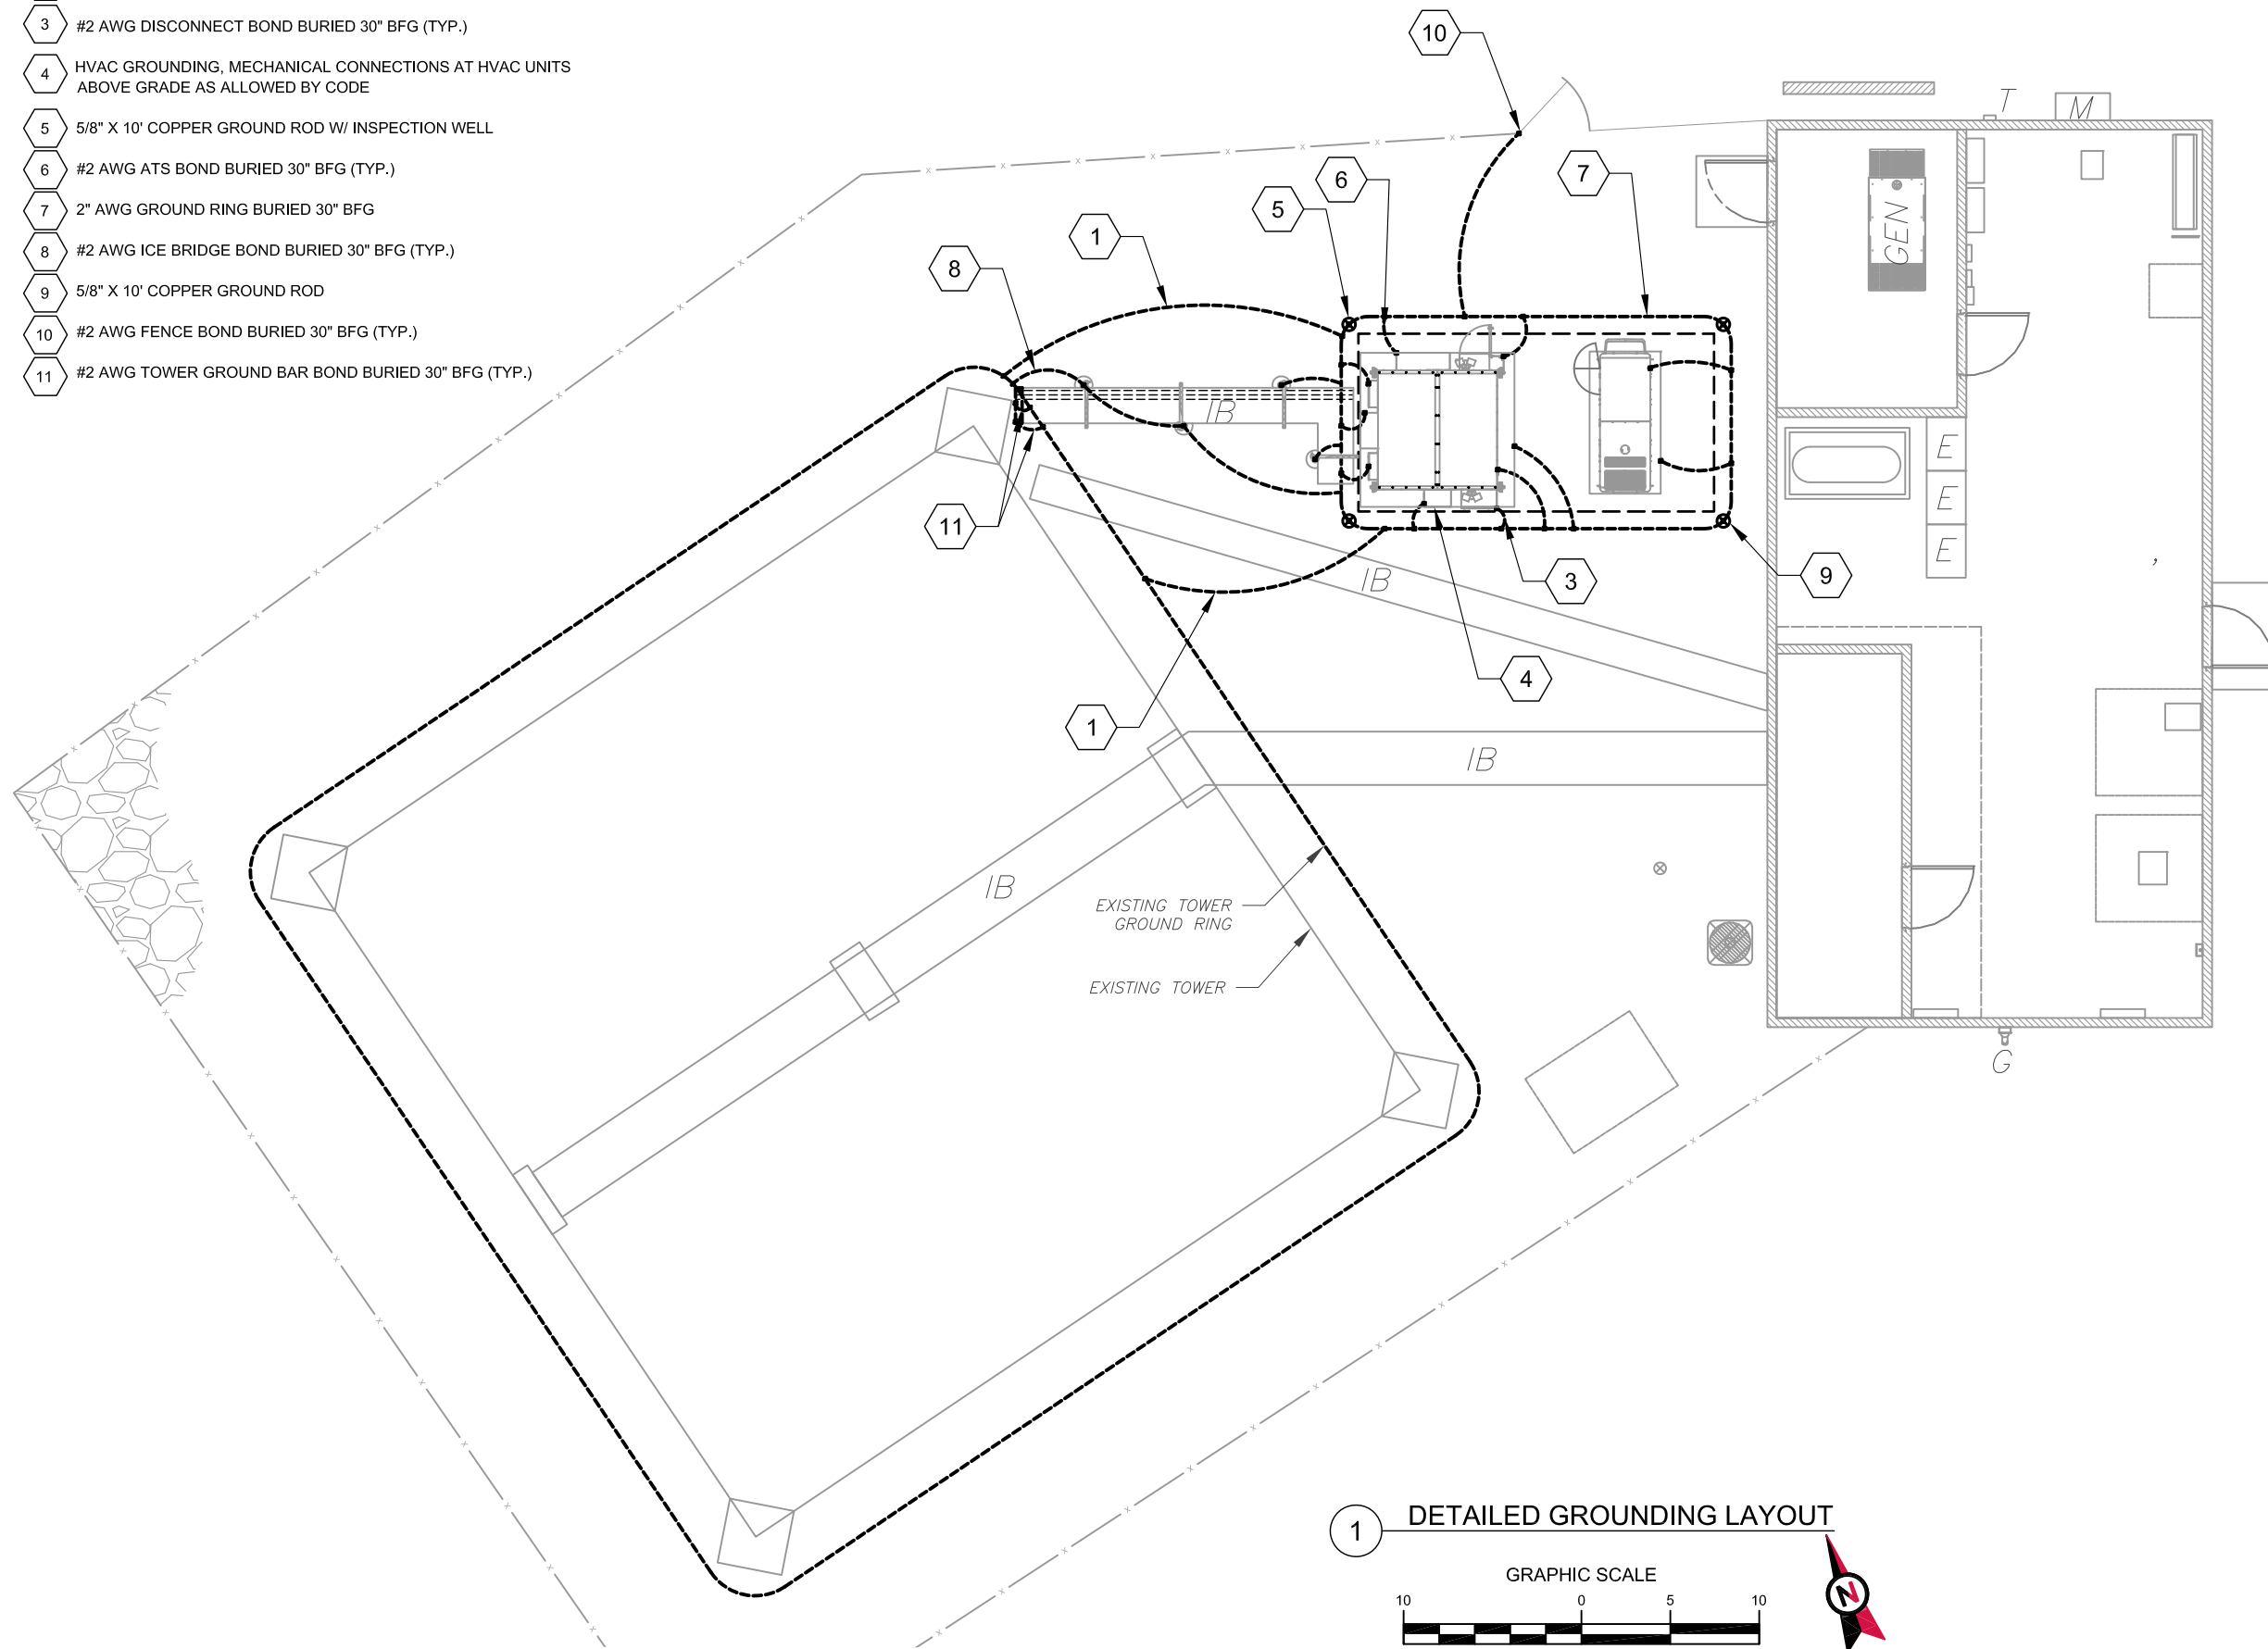 3 #2 AWG DISCONNECT BOND BURIED 30" BFG (TYP.)
4 HVAC GROUNDING, MECHANICAL CONNECTIONS AT HVAC UNITS
ABOVE GRADE AS ALLOWED BY CODE
5 5/8" X 10' COPPER GROUND ROD W/ INSPECTION WELL
6 #2 AWG ATS BOND BURIED 30" BFG (TYP.)
7 2" AWG GROUND RING BURIED 30" BFG
8 #2 AWG ICE BRIDGE BOND BURIED 30" BFG (TYP.)
9 5/8" X 10' COPPER GROUND ROD
10 #2 AWG FENCE BOND BURIED 30" BFG (TYP.)
11 #2 AWG TOWER GROUND BAR BOND BURIED 30" BFG (TYP.)
10
T
M
6
7
5
1
8
GEN
IB
E
E
E
11
IB
3
9
,
4
1
IB
IB
EXISTING TOWER
GROUND RING
EXISTING TOWER
G
1 DETAILED GROUNDING LAYOUT
GRAPHIC SCALE
10 0 5 10
N